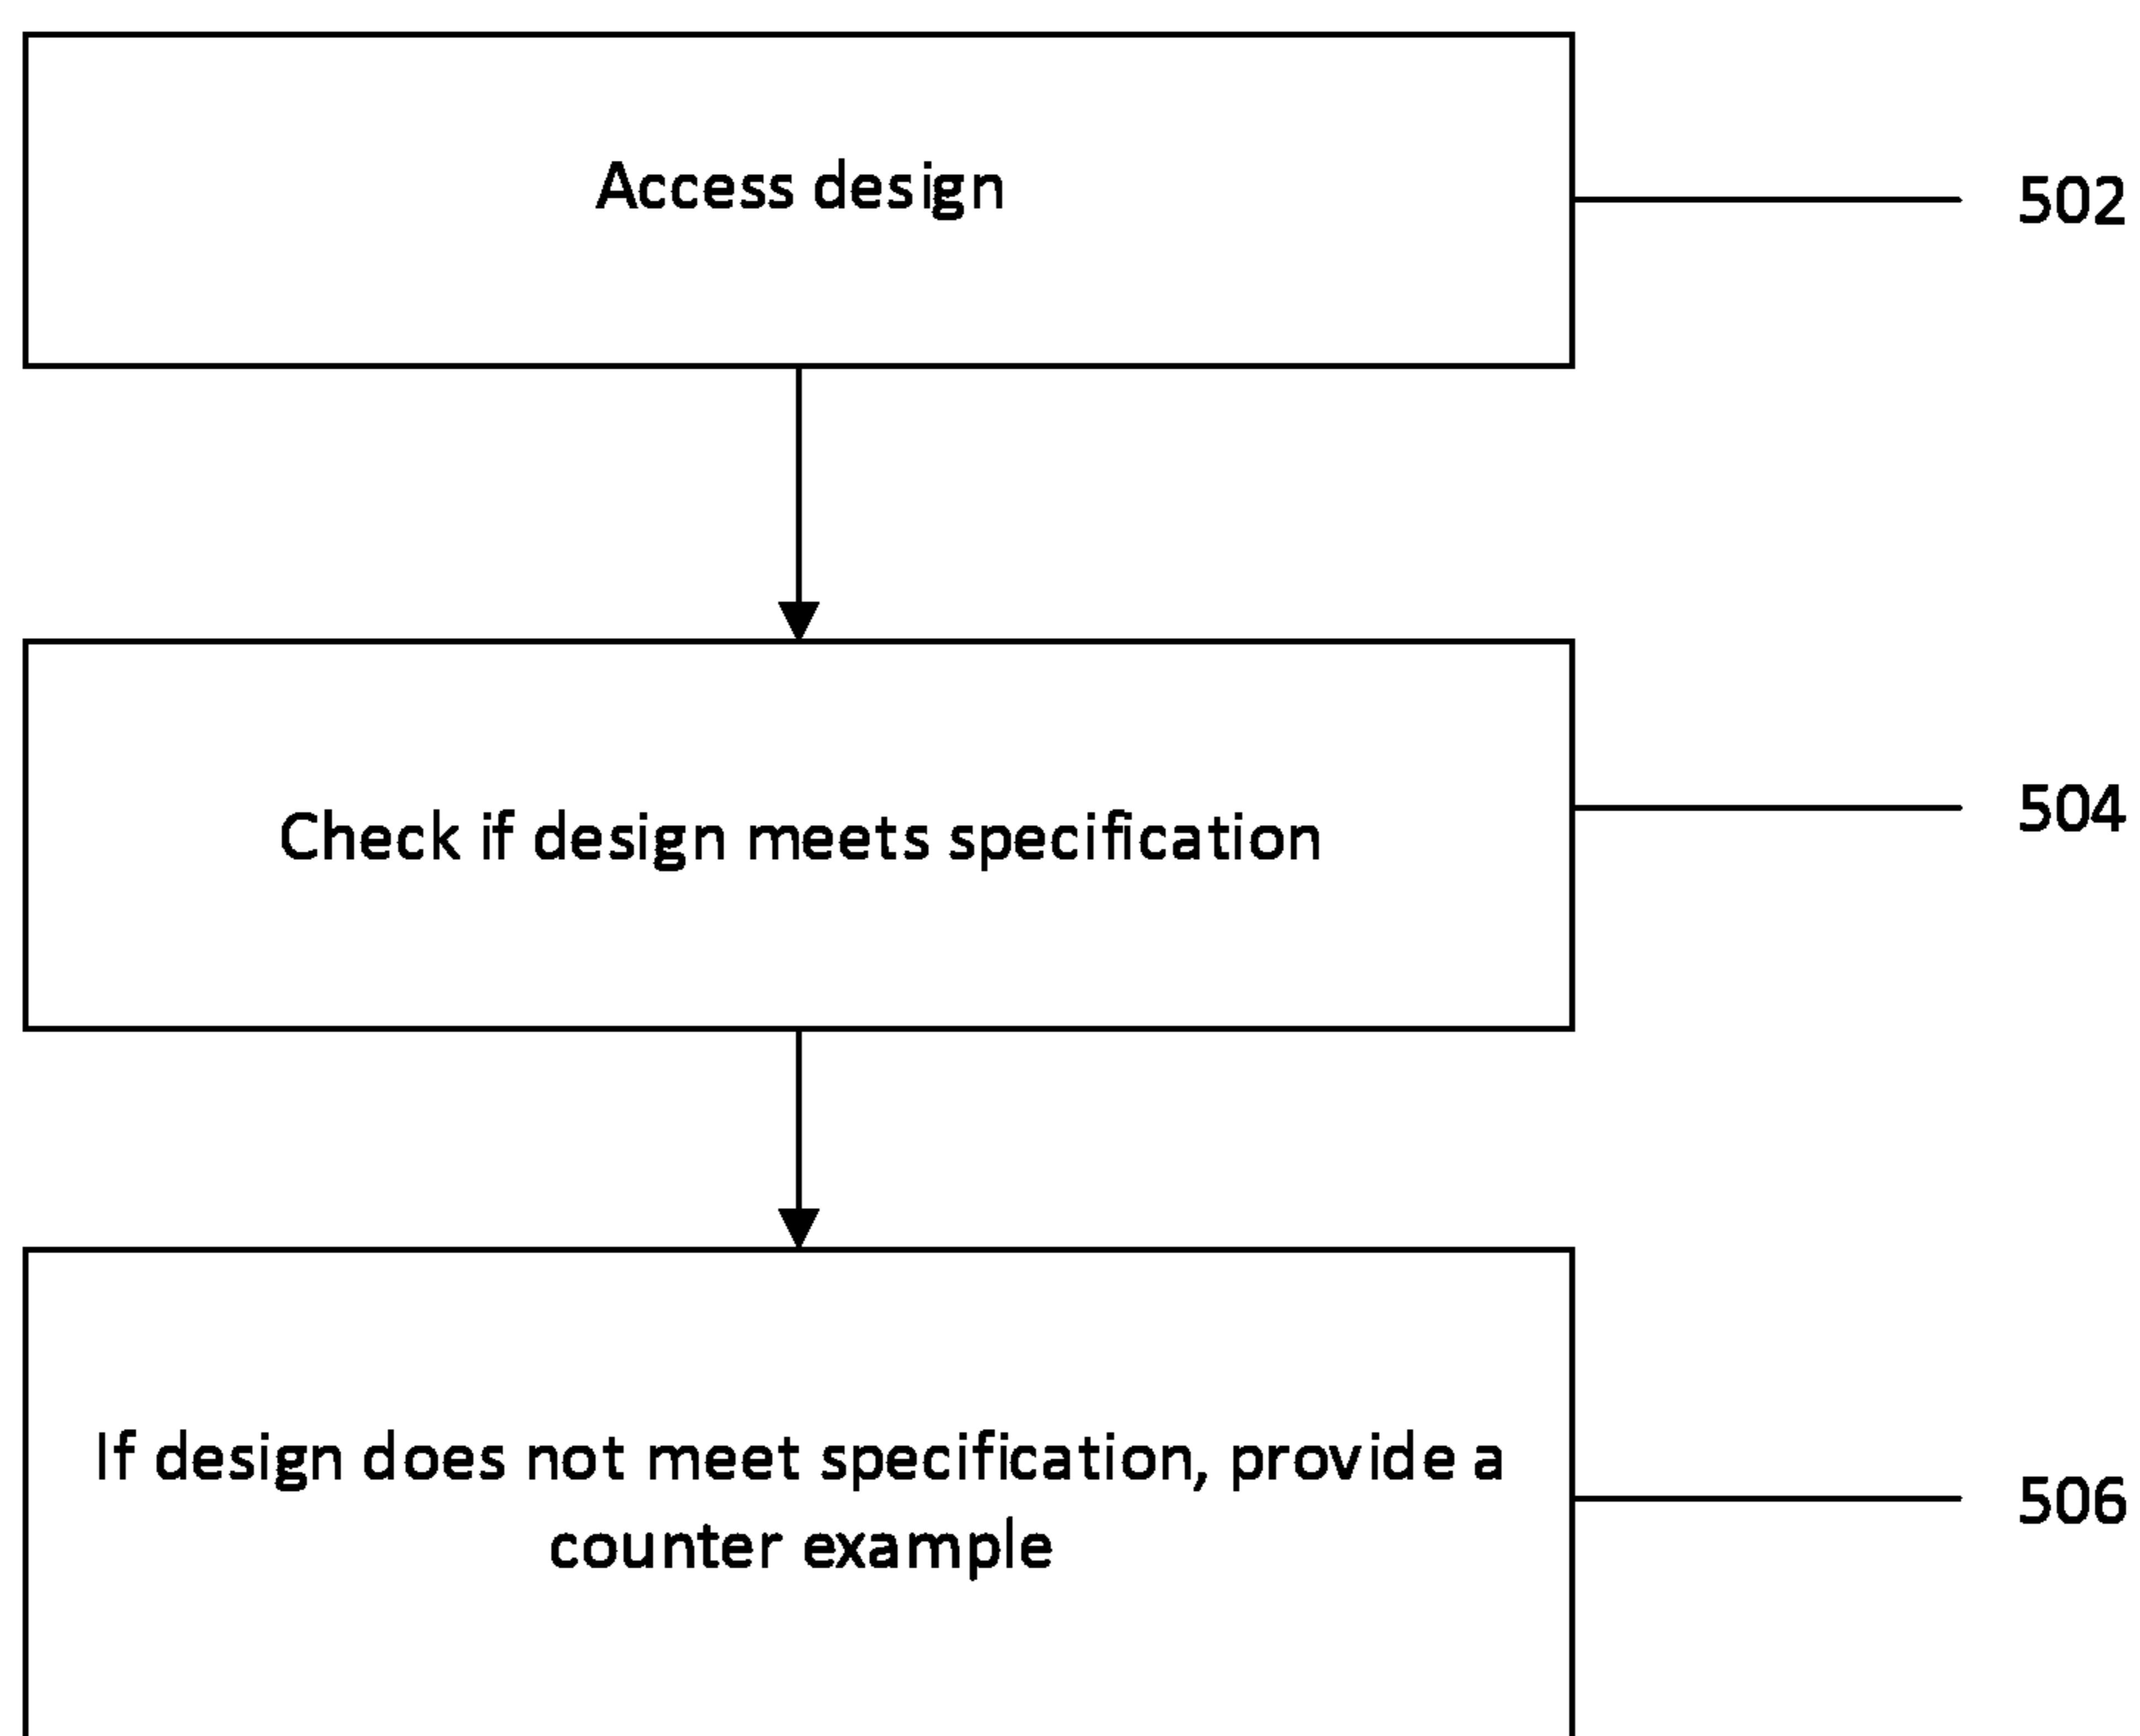 Access design
502
Check if design meets specification
504
If design does not meet specification, provide a
counter example
506